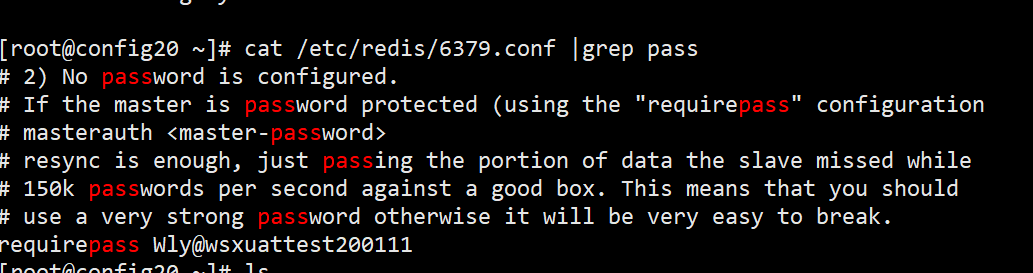 [root@config20 ~]# cat /etc/redis/6379.conf |grep pass
# 2) No password is configured.
# If the master is password protected (using the "requirepass" configuration
# masterauth <master-password>
# resync is enough, just passing the portion of data the slave missed while
# 150k passwords per second against a good box. This means that you should
# use a very strong password otherwise it will be very easy to break.
requirepass Wly@wsxuattest200111
[root@config20 ~]# ls